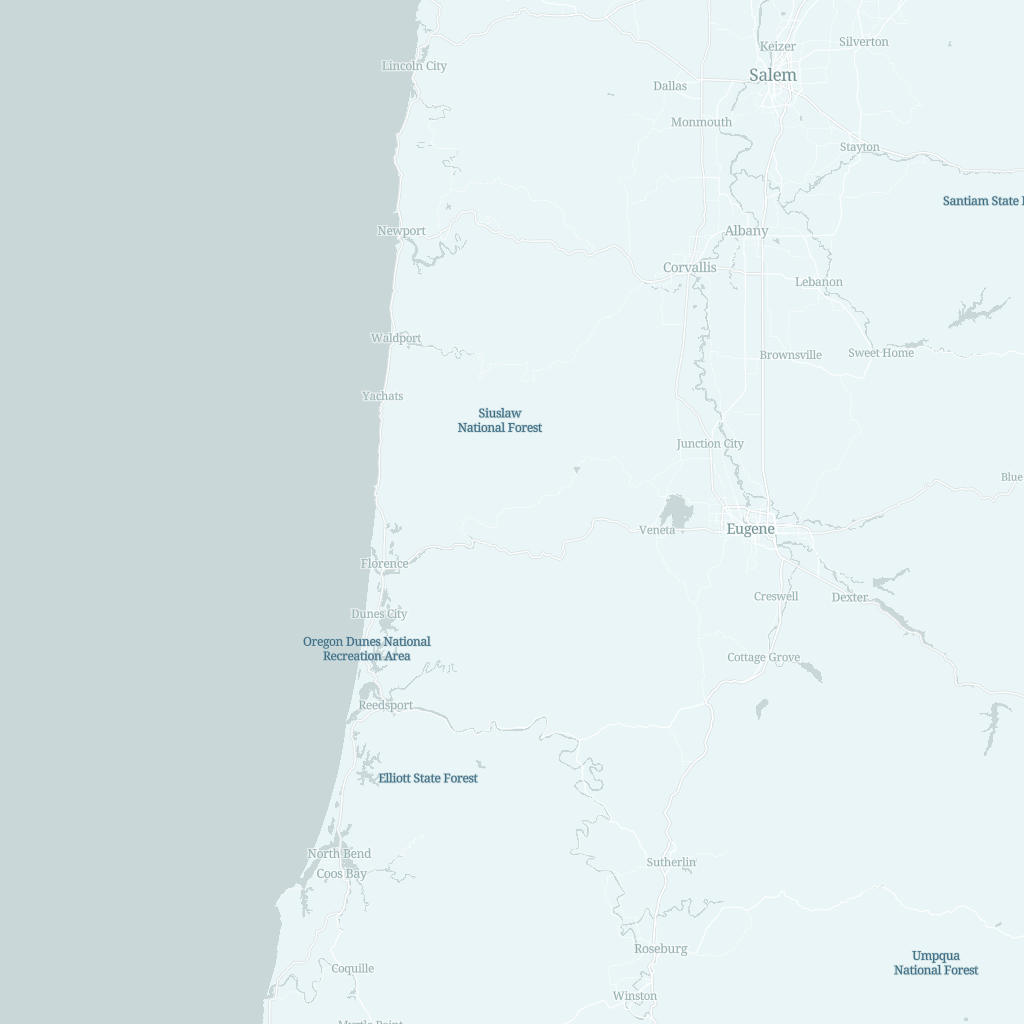 Keizer
Silverton
Lincoln City
Salem
Dallas
Monmouth
Stayton
Santiam State
Newport
Albany
Corvallis
Lebanon
Waldport
Brownsville
Sweet Home
Yachats
Siuslaw
National Forest
Junction City
Blue
Veneta
Eugene
Florence
Creswell
Dexter
Dunes City
Oregon Dunes National
Recreation Area
Cottage Grove
Reedsport
Elliott State Forest
North Bend
Sutherlin
Coos Bay
Roseburg
Umpqua
National Forest
Coquille
Winston
Myrtle Point